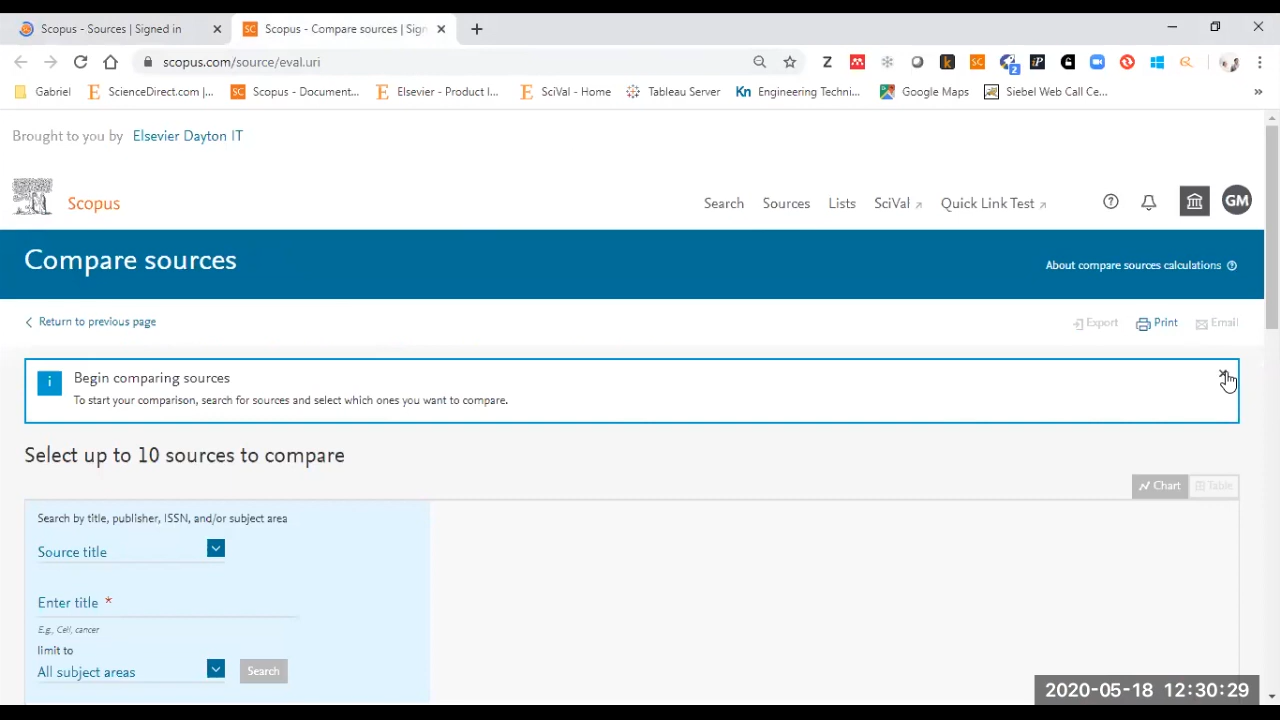 Scopus - Sources | Signed in
Scopus - Compare sources | Sign
scopus.com/source/eval.uri
Gabriel
ScienceDirect.com |...
Scopus - Document...
Elsevier - Product I...
SciVal - Home
Tableau Server
Kn Engineering Techni...
Google Maps
Siebel Web Call Ce...
Brought to you by Elsevier Dayton IT
Scopus
Search
Sources
Lists
SciVal
Quick Link Test
GM
Compare sources
About compare sources calculations
Return to previous page
Export
Print
Email
Begin comparing sources
To start your comparison, search for sources and select which ones you want to compare.
Select up to 10 sources to compare
Chart
Table
Search by title, publisher, ISSN, and/or subject area
Source title
Enter title *
E.g., Cell, cancer
limit to
All subject areas
Search
2020-05-18 12:30:29